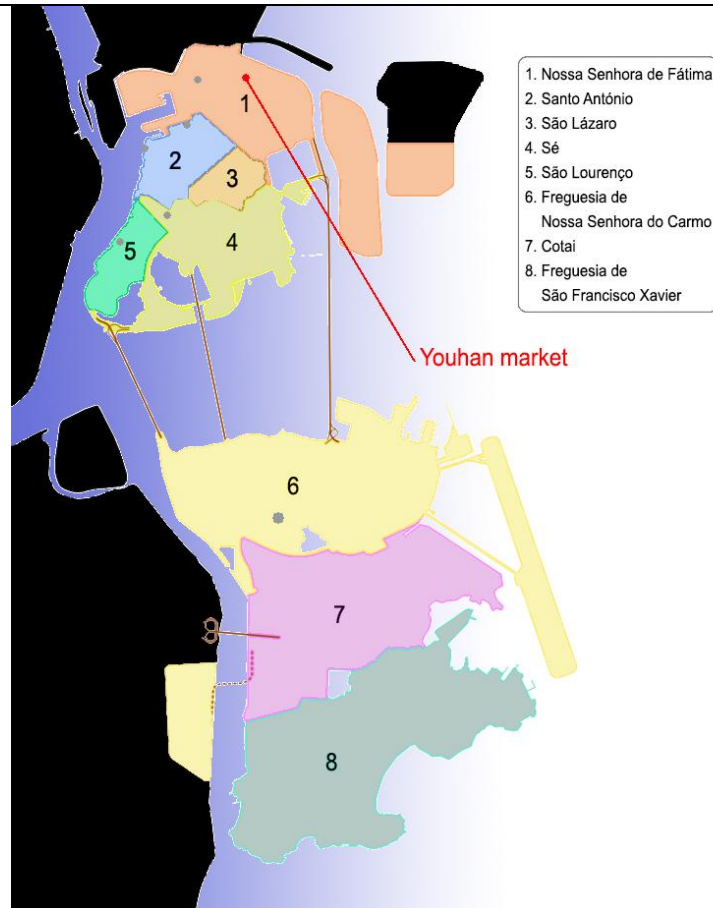 1
2
3
4
5
6
7
8
Youhan market
1. Nossa Senhora de Fátima
2. Santo António
3. São Lázaro
4. Sé
5. São Lourenço
6. Freguesia de
Nossa Senhora do Carmo
7. Cotai
8. Freguesia de
São Francisco Xavier